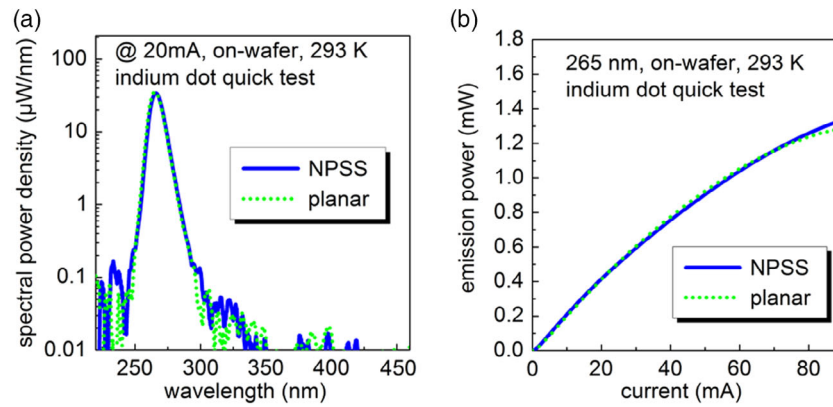 (a)
@ 20mA, on-wafer, 293 K
indium dot quick test
NPSS
planar
spectral power density (µW/nm)
100
10
1
0.1
0.01
250
300
350
400
450
wavelength (nm)
(b)
265 nm, on-wafer, 293 K
indium dot quick test
NPSS
planar
emission power (mW)
1.8
1.6
1.4
1.2
1.0
0.8
0.6
0.4
0.2
0.0
0
20
40
60
80
current (mA)